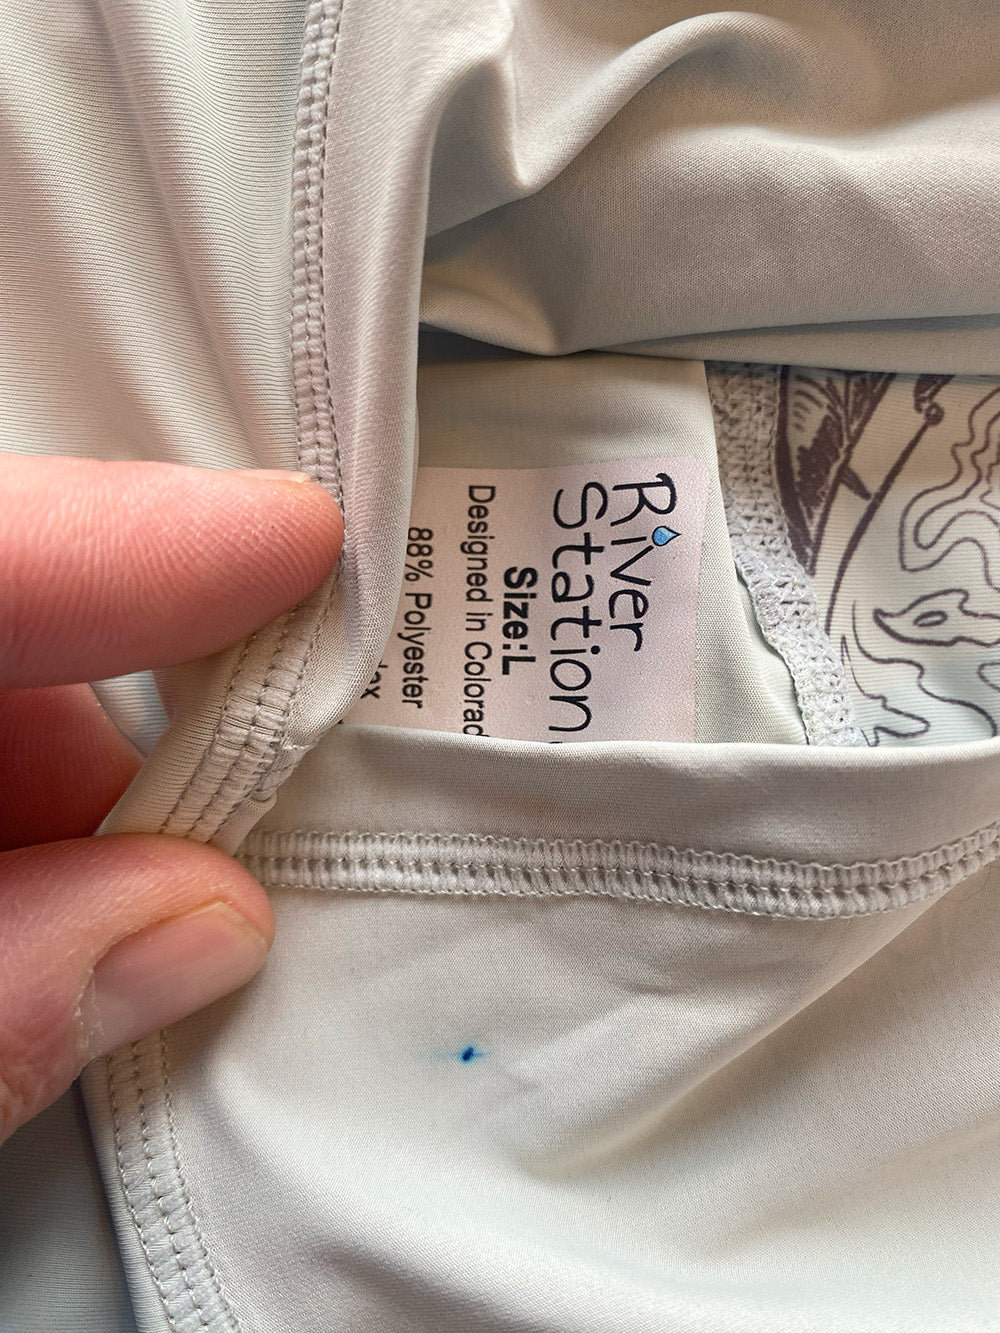 River
Station
Size:L
Designed In Colorad
88% Polyester